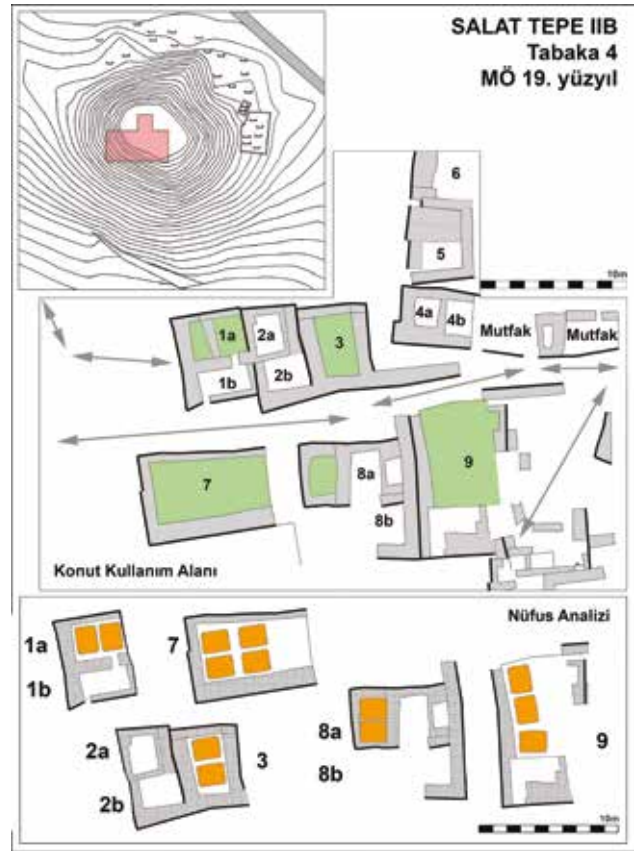 SALAT TEPE IIB
Tabaka 4
MÖ 19. yüzyıl
6
5
10m
4a 4b
Mutfak Mutfak
1a 2a
3
1b 2b
7
8a
9
8b
Konut Kullanım Alanı
Nüfus Analizi
1a
7
1b
8a
2a
3
9
8b
2b
10m